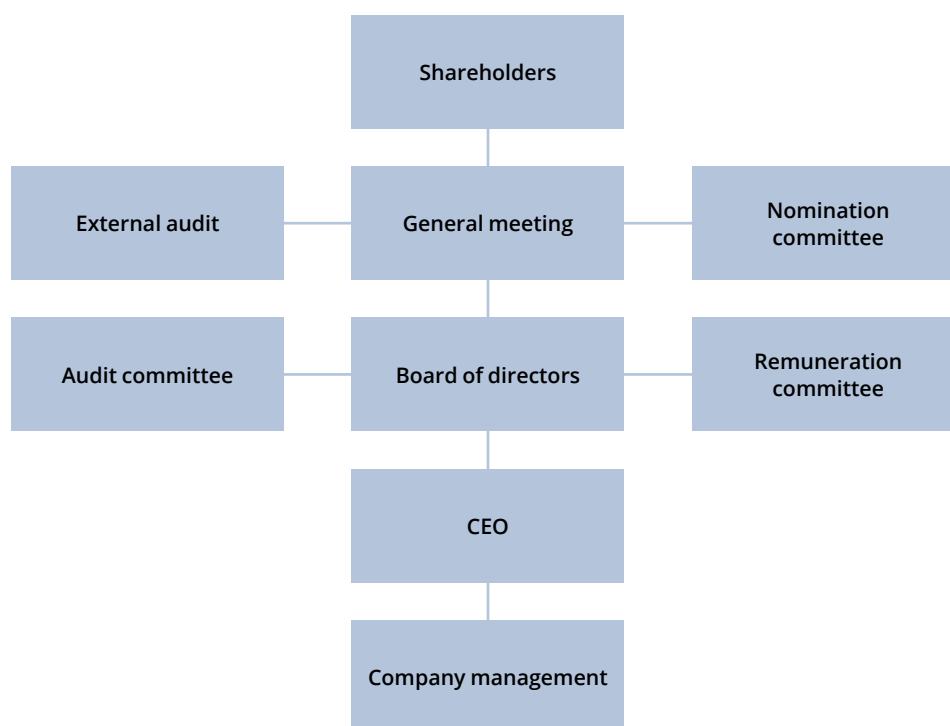 Shareholders
External audit
General meeting
Nomination
committee
Audit committee
Board of directors
Remuneration
committee
CEO
Company management